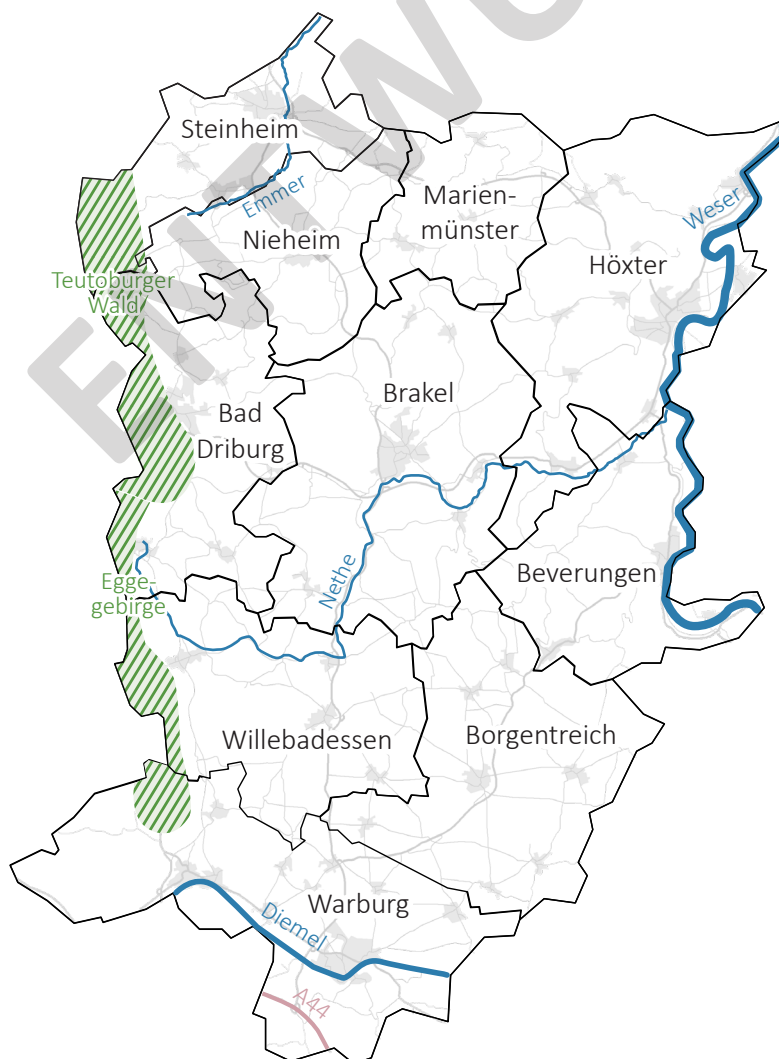 Steinheim
Emmer
Marien-
münster
Weser
Nieheim
Höxter
Teutoburger
Wald
Brakel
Bad
Driburg
Nethe
Beverungen
Egge-
gebirge
Willebadessen
Borgentreich
Warburg
Diemel
A44